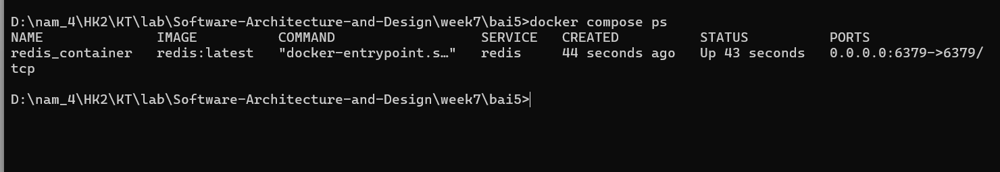 D:\nam_4\HK2\KT\lab\Software-Architecture-and-Design\week7\bai5>docker compose ps
NAME              IMAGE          COMMAND                  SERVICE   CREATED          STATUS          PORTS
redis_container   redis:latest   "docker-entrypoint.s…"   redis     44 seconds ago   Up 43 seconds   0.0.0.0:6379->6379/
tcp
D:\nam_4\HK2\KT\lab\Software-Architecture-and-Design\week7\bai5>